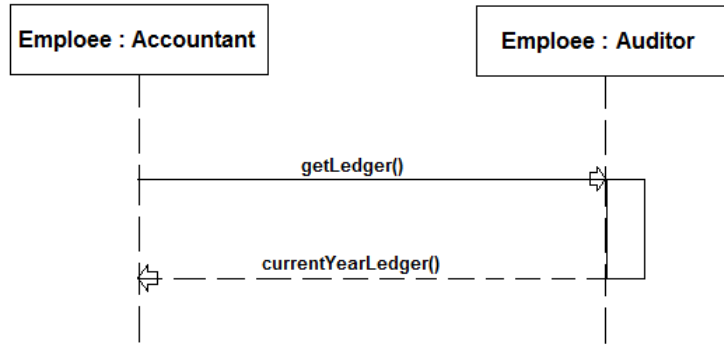 Emploee : Accountant
Emploee : Auditor
getLedger()
currentYearLedger()